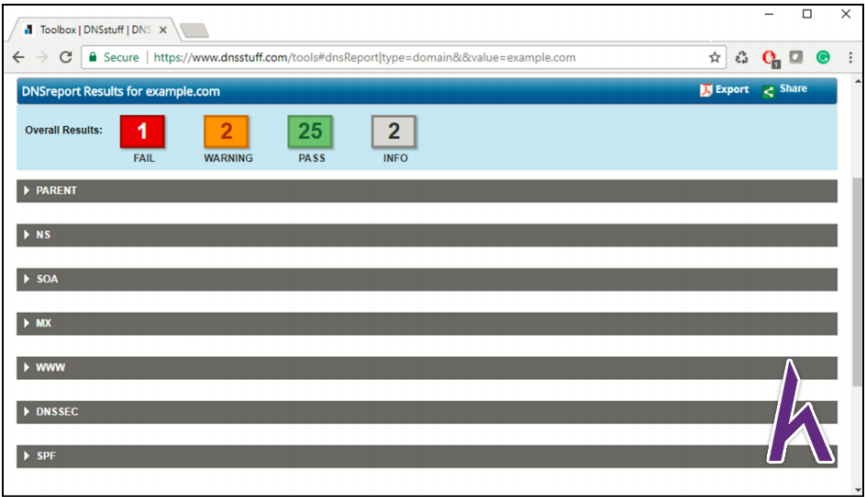 Toolbox | DNSstuff | DNS
Secure | https://www.dnsstuff.com/tools#dnsReport|type=domain&&value=example.com
1
DNSreport Results for example.com Export Share
Overall Results: 1 2 25 2
FAIL WARNING PASS INFO
PARENT
NS
SOA
MX
WWW
DNSSEC
SPF